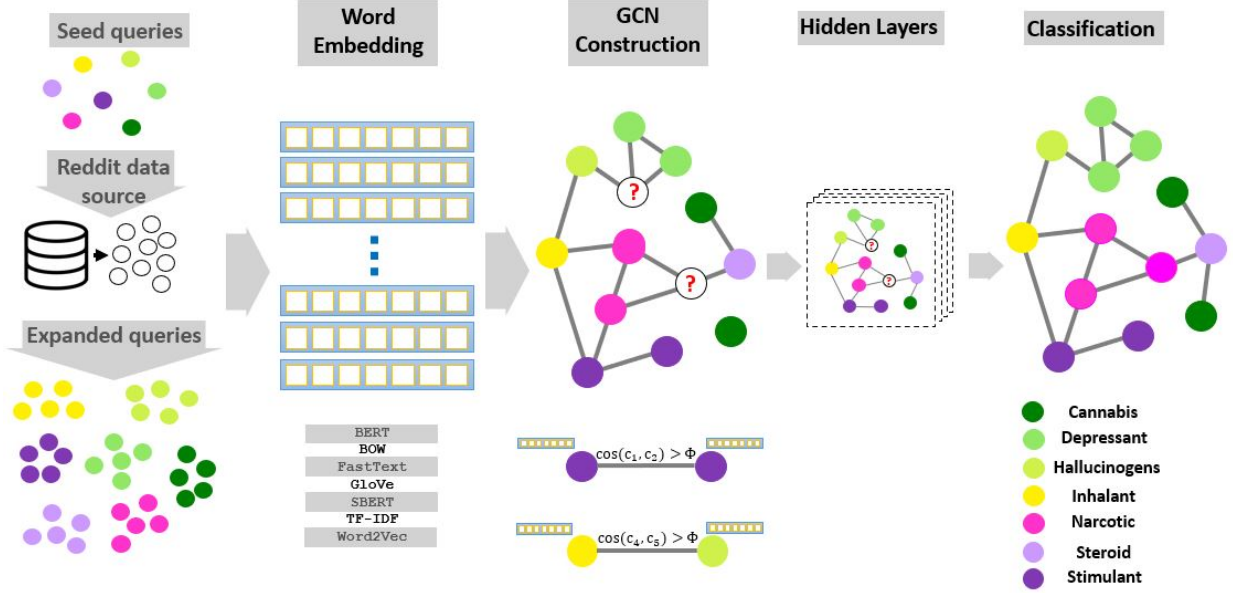 Seed queries
Reddit data
source
Expanded queries
Word
Embedding
BERT
BOW
FastText
GloVe
SBERT
TF-IDF
Word2Vec
GCN
Construction
?
?
cos(c₁, c₂) > Φ
cos(c₄, c₅) > Φ
Hidden Layers
?
?
Classification
Cannabis
Depressant
Hallucinogens
Inhalant
Narcotic
Steroid
Stimulant